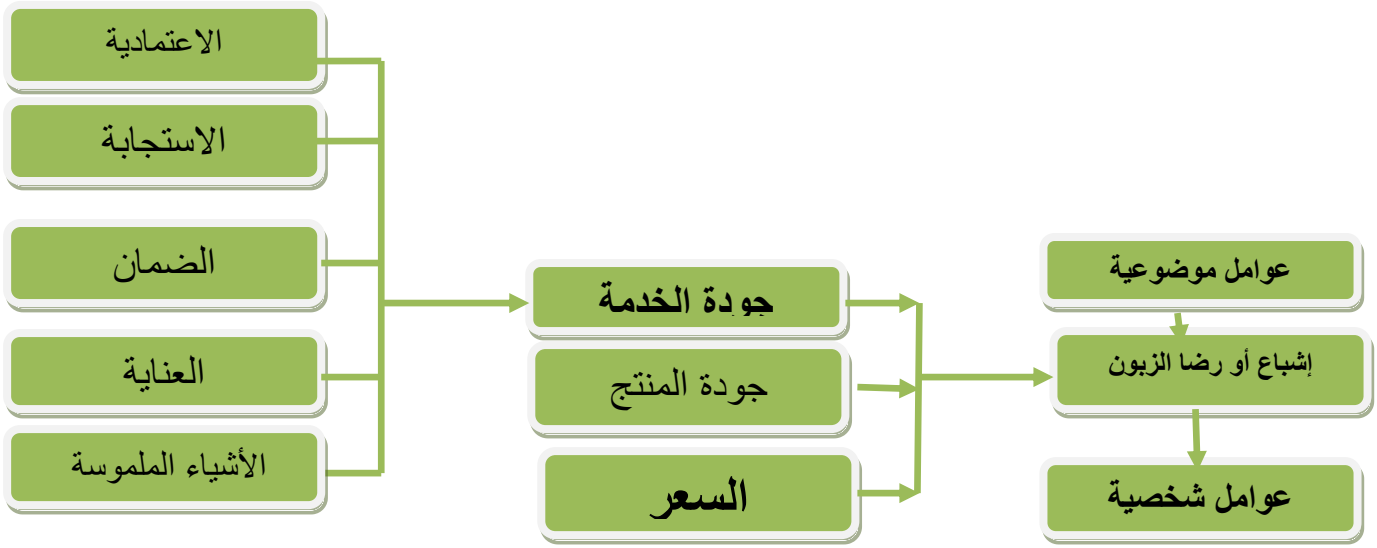 الاعتمادية
الاستجابة
الضمان
العناية
الأشياء الملموسة
جودة الخدمة
جودة المنتج
السعر
عوامل موضوعية
إشباع أو رضا الزبون
عوامل شخصية